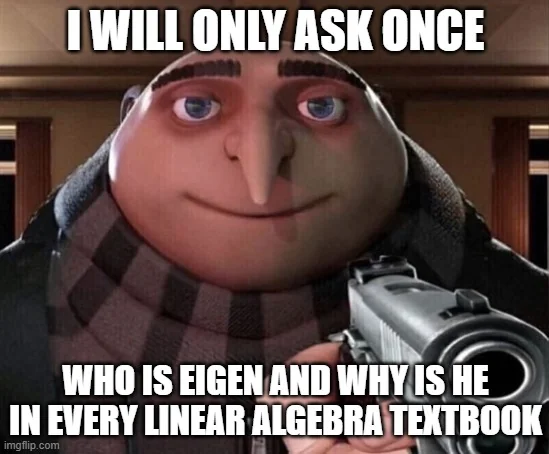 I WILL ONLY ASK ONCE
WHO IS EIGEN AND WHY IS HE
IN EVERY LINEAR ALGEBRA TEXTBOOK
imgflip.com